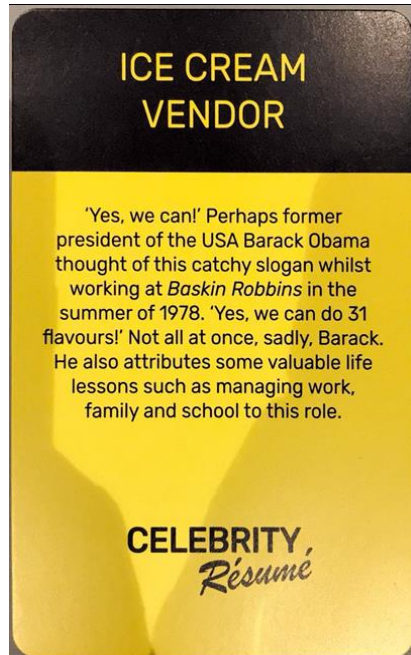 ICE CREAM
VENDOR
‘Yes, we can!’ Perhaps former
president of the USA Barack Obama
thought of this catchy slogan whilst
working at Baskin Robbins in the
summer of 1978. ‘Yes, we can do 31
flavours!’ Not all at once, sadly, Barack.
He also attributes some valuable life
lessons such as managing work,
family and school to this role.
CELEBRITY
Résumé